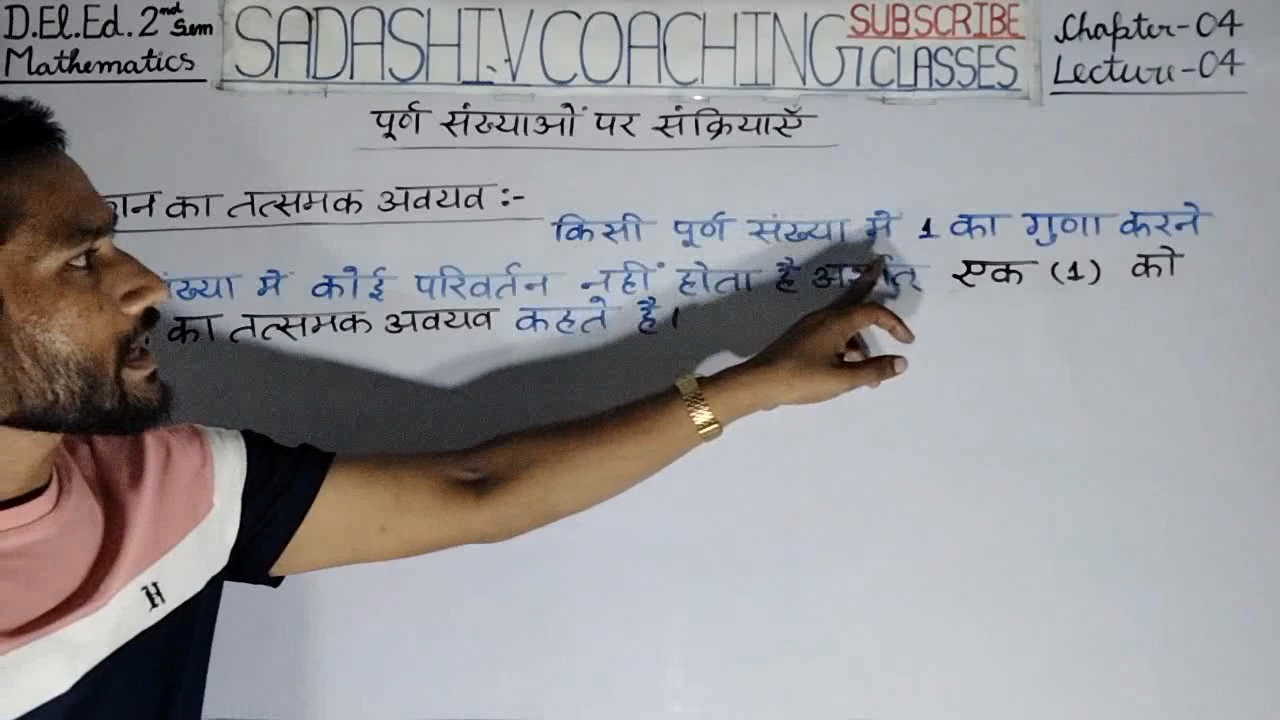 D.El.Ed. 2nd Sem
Mathematics
SADASHIV COACHING CLASSES
SUBSCRIBE
Chapter-04
Lecture-04
पूर्ण संख्याओं पर संक्रियाएँ
का तत्समक अवयव :-
किसी पूर्ण संख्या में 1 का गुणा करने
में कोई परिवर्तन नहीं होता है अर्थात् एक (1) को
का तत्समक अवयव कहते है।
H